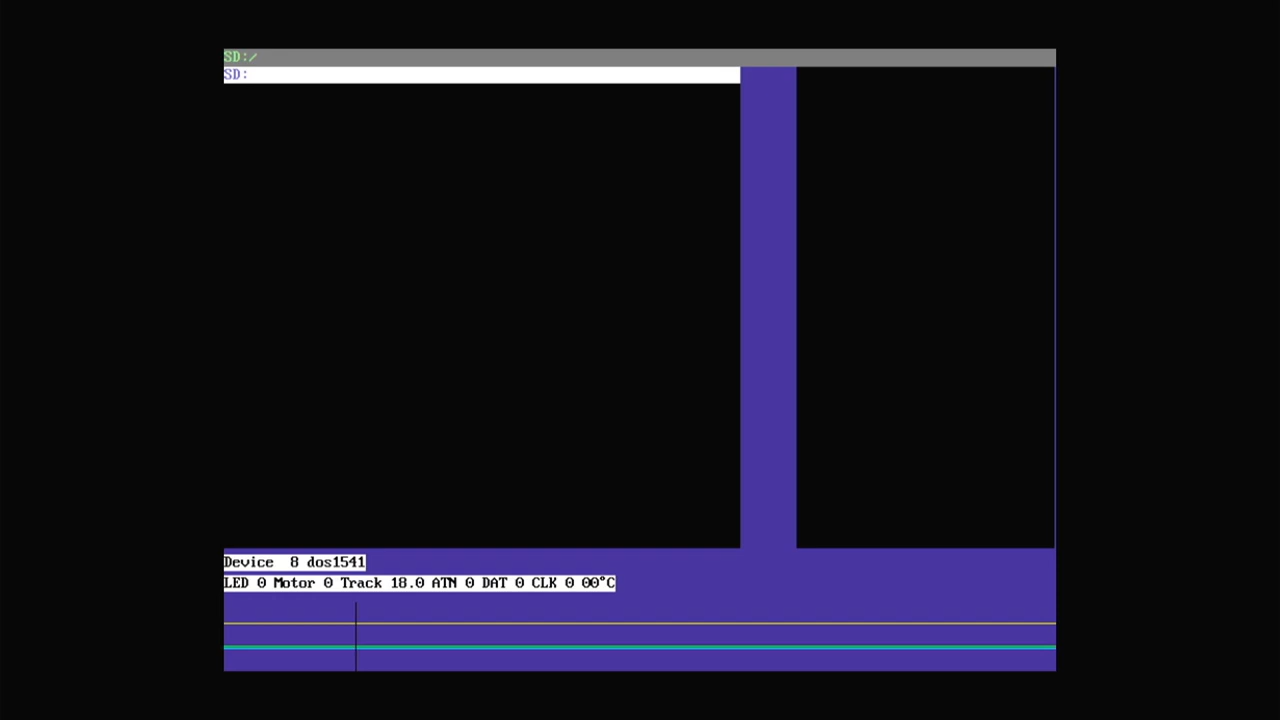 SD:/
SD:
Device  8 dos1541
LED 0 Motor 0 Track 18.0 ATN 0 DAT 0 CLK 0 00°C